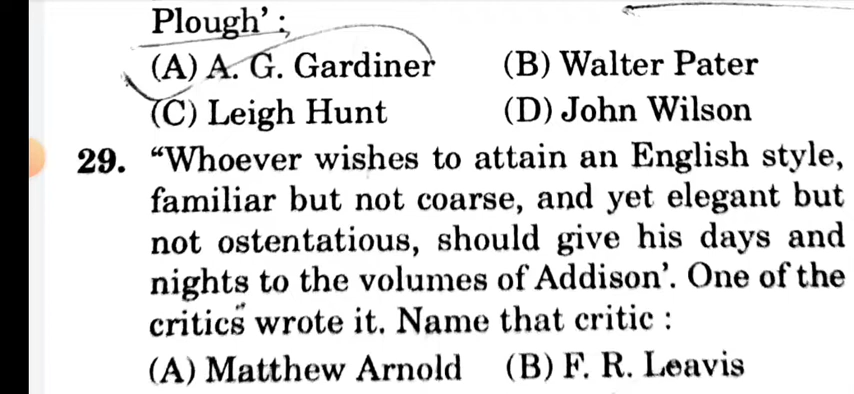 Plough’ :
(A) A. G. Gardiner (B) Walter Pater
(C) Leigh Hunt (D) John Wilson
29. “Whoever wishes to attain an English style,
familiar but not coarse, and yet elegant but
not ostentatious, should give his days and
nights to the volumes of Addison’. One of the
critics wrote it. Name that critic :
(A) Matthew Arnold (B) F. R. Leavis